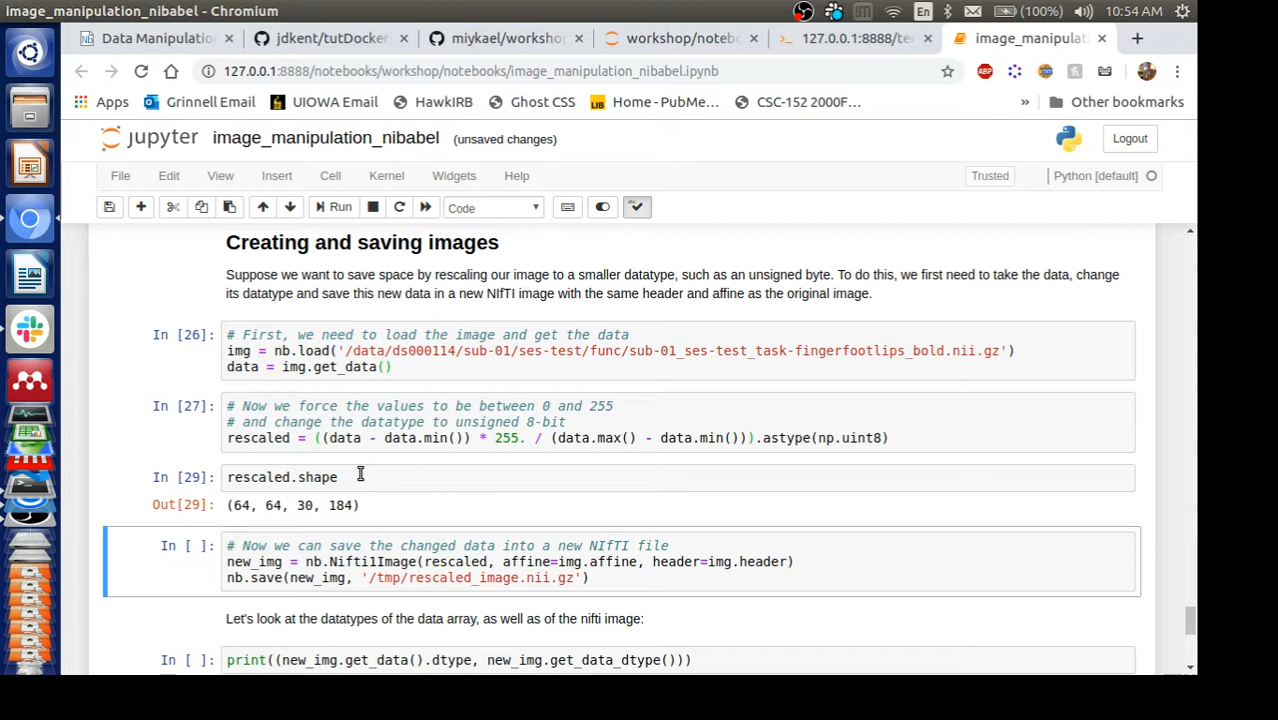 image_manipulation_nibabel - Chromium
En
(100%)
10:54 AM
Data Manipulatio
jdkent/tutDocker
miykael/worksho
workshop/noteb
127.0.0.1:8888/te
image_manipulati
127.0.0.1:8888/notebooks/workshop/notebooks/image_manipulation_nibabel.ipynb
ABP
Apps
Grinnell Email
UIOWA Email
HawkIRB
Ghost CSS
LIB
Home - PubMe...
CSC-152 2000F...
»
Other bookmarks
jupyter
image_manipulation_nibabel
(unsaved changes)
Logout
File
Edit
View
Insert
Cell
Kernel
Widgets
Help
Trusted
Python [default]
Run
Code
Creating and saving images
Suppose we want to save space by rescaling our image to a smaller datatype, such as an unsigned byte. To do this, we first need to take the data, change
its datatype and save this new data in a new NIfTI image with the same header and affine as the original image.
In [26]: # First, we need to load the image and get the data
img = nb.load('/data/ds000114/sub-01/ses-test/func/sub-01_ses-test_task-fingerfootlips_bold.nii.gz')
data = img.get_data()
In [27]: # Now we force the values to be between 0 and 255
# and change the datatype to unsigned 8-bit
rescaled = ((data - data.min()) * 255. / (data.max() - data.min())).astype(np.uint8)
In [29]: rescaled.shape
Out[29]: (64, 64, 30, 184)
In [ ]: # Now we can save the changed data into a new NIfTI file
new_img = nb.Nifti1Image(rescaled, affine=img.affine, header=img.header)
nb.save(new_img, '/tmp/rescaled_image.nii.gz')
Let's look at the datatypes of the data array, as well as of the nifti image:
In [ ]: print((new_img.get_data().dtype, new_img.get_data_dtype()))